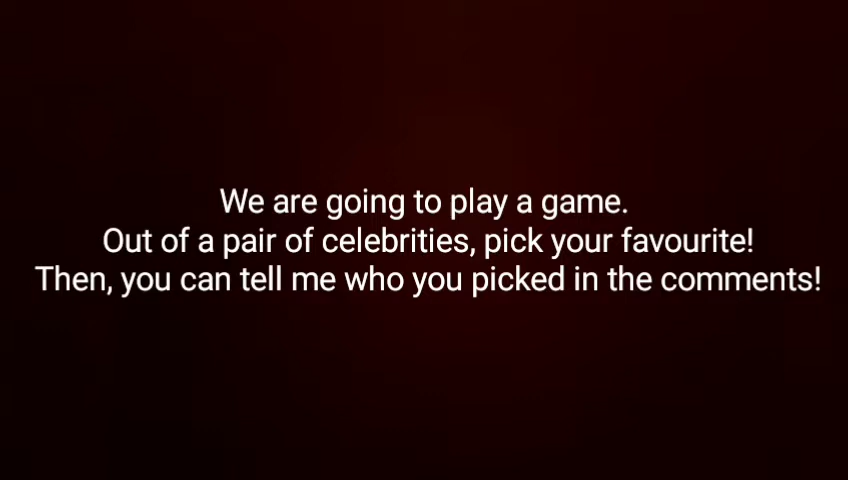 We are going to play a game.
Out of a pair of celebrities, pick your favourite!
Then, you can tell me who you picked in the comments!